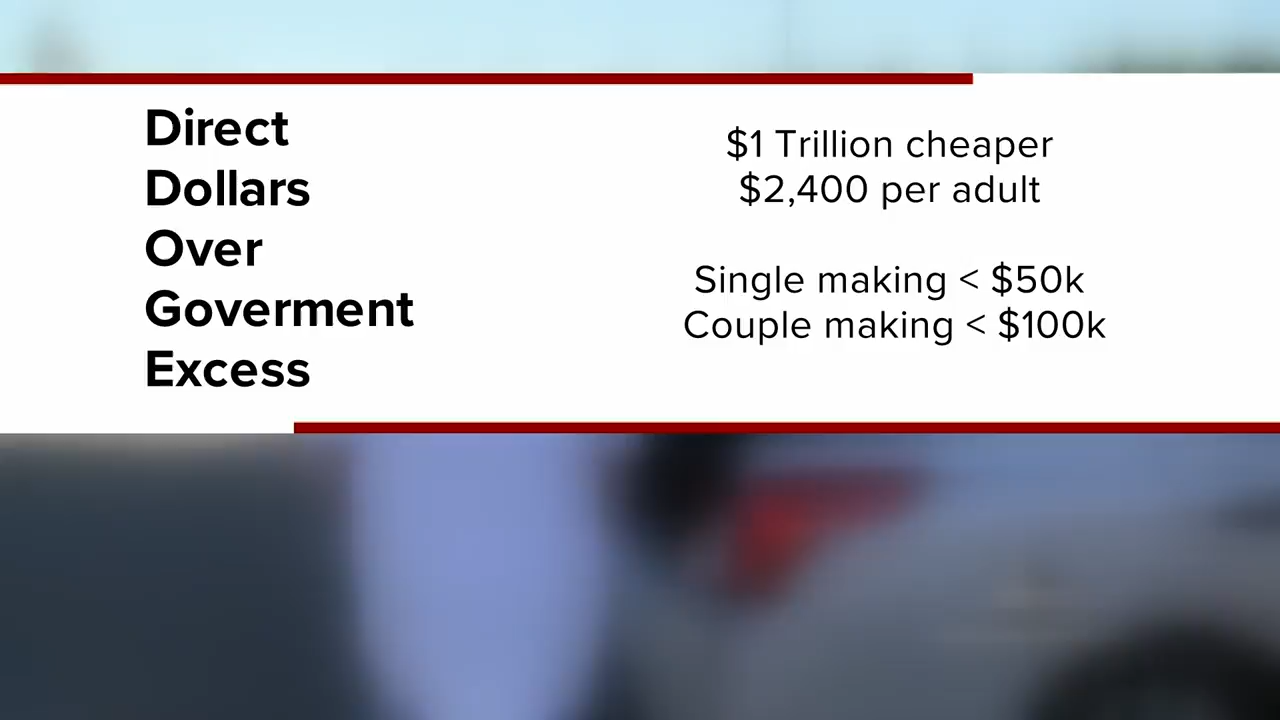 Direct
Dollars
Over
Goverment
Excess
$1 Trillion cheaper
$2,400 per adult
Single making < $50k
Couple making < $100k